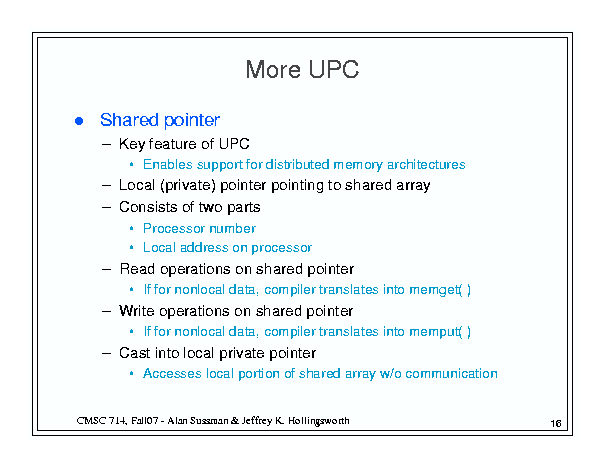 More UPC
● Shared pointer
– Key feature of UPC
• Enables support for distributed memory architectures
– Local (private) pointer pointing to shared array
– Consists of two parts
• Processor number
• Local address on processor
– Read operations on shared pointer
• If for nonlocal data, compiler translates into memget( )
– Write operations on shared pointer
• If for nonlocal data, compiler translates into memput( )
– Cast into local private pointer
• Accesses local portion of shared array w/o communication
CMSC 714, Fall07 - Alan Sussman & Jeffrey K. Hollingsworth
16